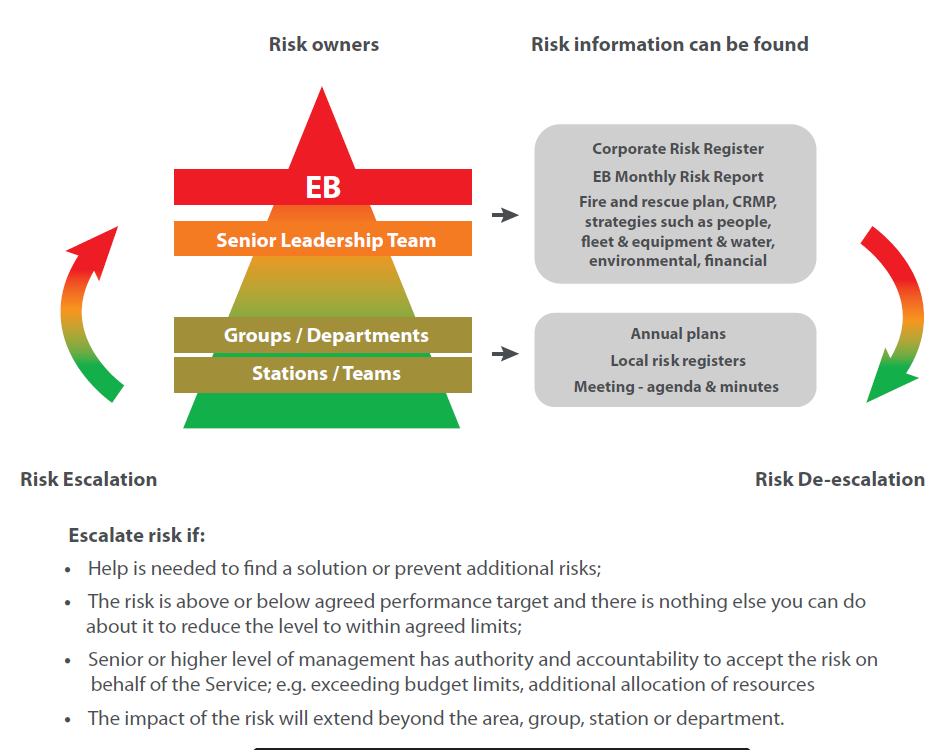 Risk owners
Risk information can be found
EB
Senior Leadership Team
Groups / Departments
Stations / Teams
Corporate Risk Register
EB Monthly Risk Report
Fire and rescue plan, CRMP,
strategies such as people,
fleet & equipment & water,
environmental, financial
Annual plans
Local risk registers
Meeting - agenda & minutes
Risk Escalation
Risk De-escalation
Escalate risk if:
• Help is needed to find a solution or prevent additional risks;
• The risk is above or below agreed performance target and there is nothing else you can do
about it to reduce the level to within agreed limits;
• Senior or higher level of management has authority and accountability to accept the risk on
behalf of the Service; e.g. exceeding budget limits, additional allocation of resources
• The impact of the risk will extend beyond the area, group, station or department.